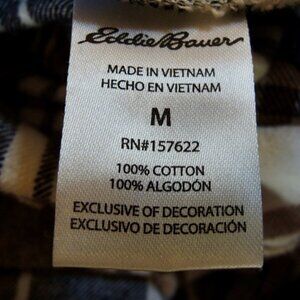 Eddie Bauer
MADE IN VIETNAM
HECHO EN VIETNAM
M
RN#157622
100% COTTON
100% ALGODÓN
EXCLUSIVE OF DECORATION
EXCLUSIVO DE DECORACIÓN